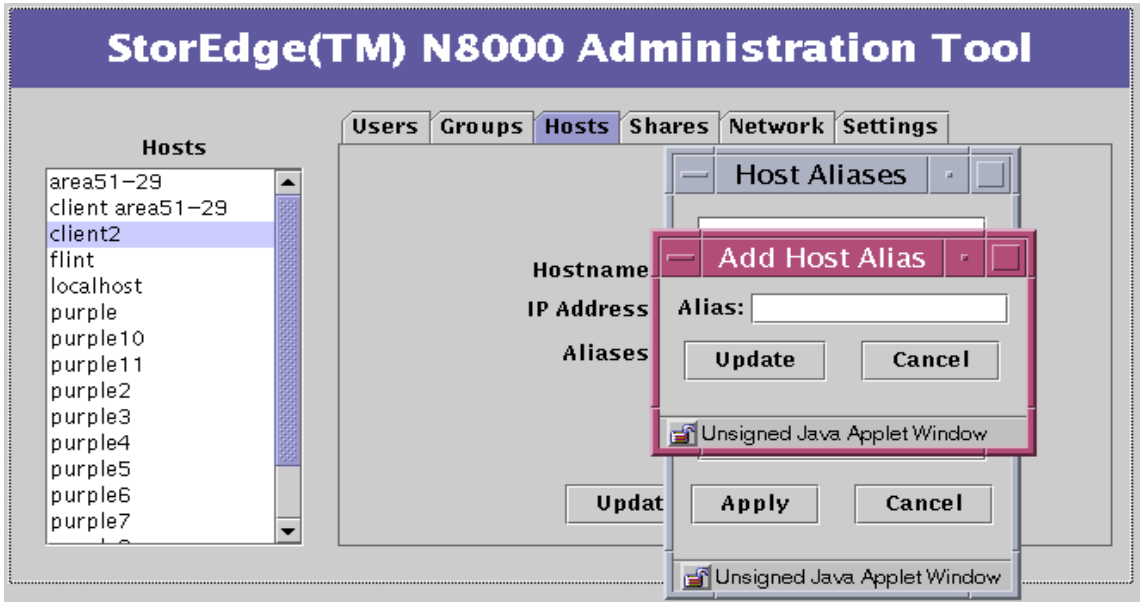 StorEdge(TM) N8000 Administration Tool
Users Groups Hosts Shares Network Settings
Hosts
area51-29
client area51-29
client2
flint
localhost
purple
purple10
purple11
purple2
purple3
purple4
purple5
purple6
purple7
Hostname
IP Address
Aliases
Updat
Host Aliases
Add Host Alias
Alias:
Update Cancel
Unsigned Java Applet Window
Apply Cancel
Unsigned Java Applet Window